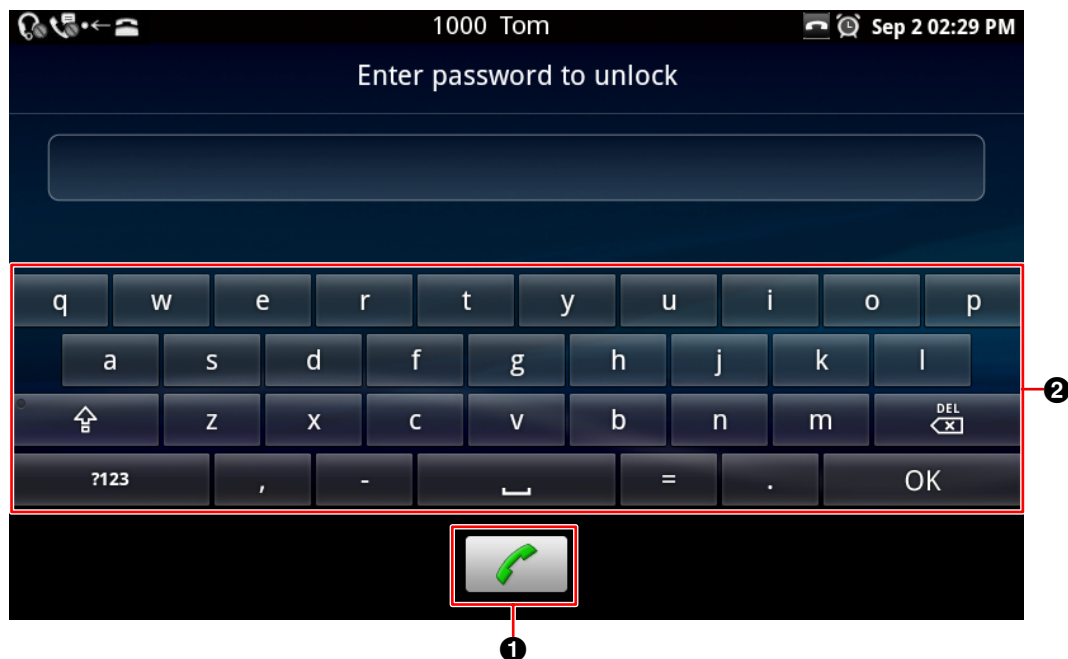 1000 Tom Sep 2 02:29 PM
Enter password to unlock
q w e r t y u i o p
a s d f g h j k l
z x c v b n m DEL
?123 , - = . OK
2
1